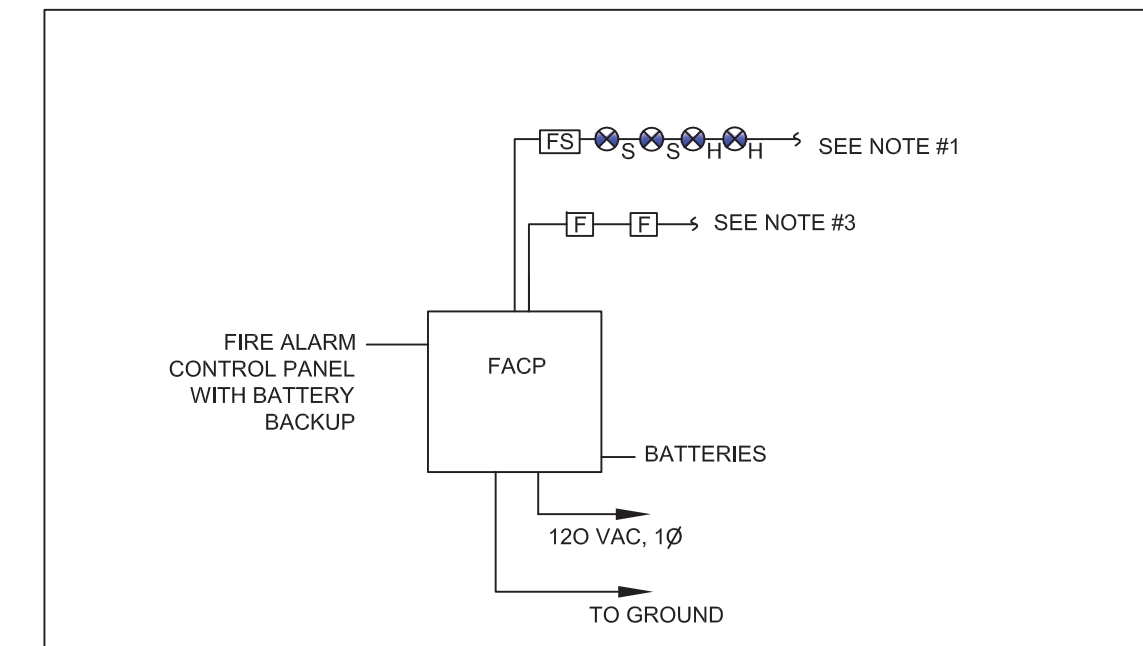 FS S S H H SEE NOTE #1
F F SEE NOTE #3
FIRE ALARM
CONTROL PANEL
WITH BATTERY
BACKUP
FACP
BATTERIES
12O VAC, 1Ø
TO GROUND